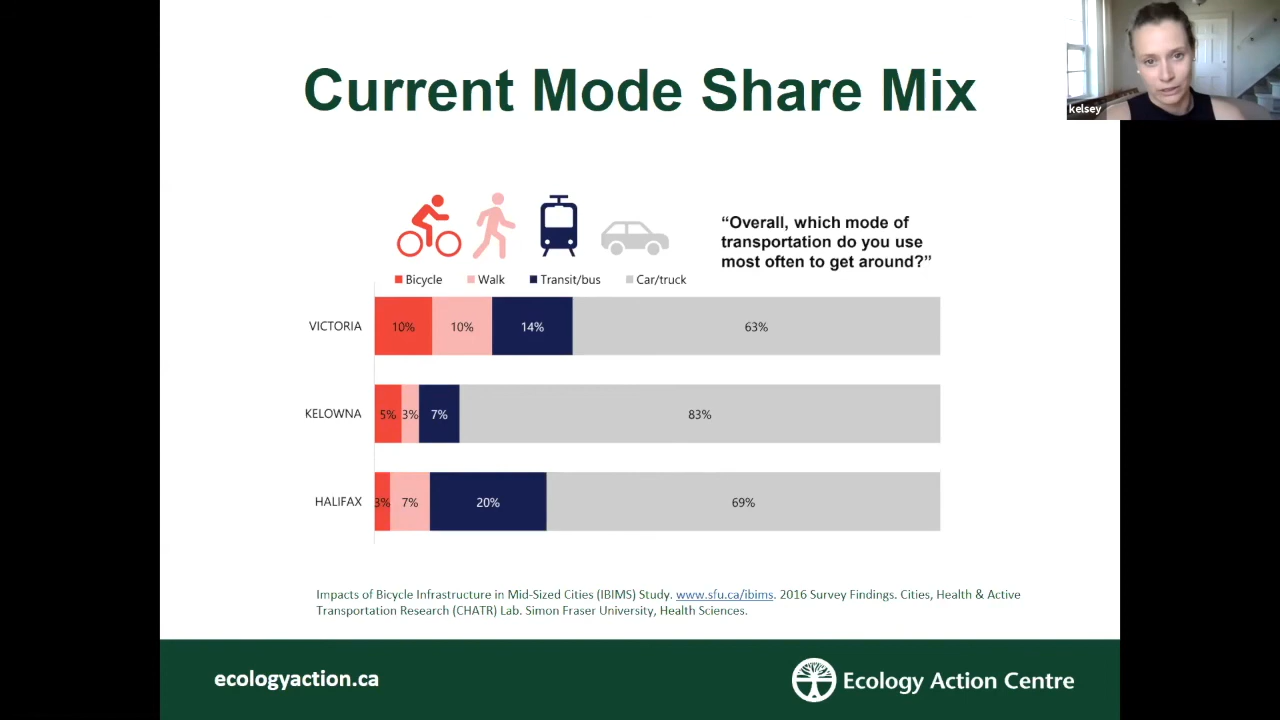 Current Mode Share Mix
kelsey
“Overall, which mode of
transportation do you use
most often to get around?”
Bicycle Walk Transit/bus Car/truck
VICTORIA 10% 10% 14% 63%
KELOWNA 5% 3% 7% 83%
HALIFAX 3% 7% 20% 69%
Impacts of Bicycle Infrastructure in Mid-Sized Cities (IBIMS) Study. www.sfu.ca/ibims. 2016 Survey Findings. Cities, Health & Active
Transportation Research (CHATR) Lab. Simon Fraser University, Health Sciences.
ecologyaction.ca
Ecology Action Centre